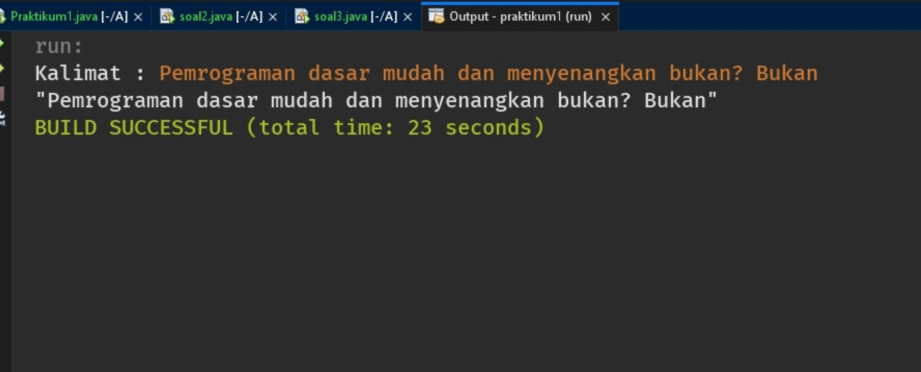 Praktikum1.java [-/A] × soal2.java [-/A] × soal3.java [-/A] × Output - praktikum1 (run) ×
run:
Kalimat : Pemrograman dasar mudah dan menyenangkan bukan? Bukan
"Pemrograman dasar mudah dan menyenangkan bukan? Bukan"
BUILD SUCCESSFUL (total time: 23 seconds)